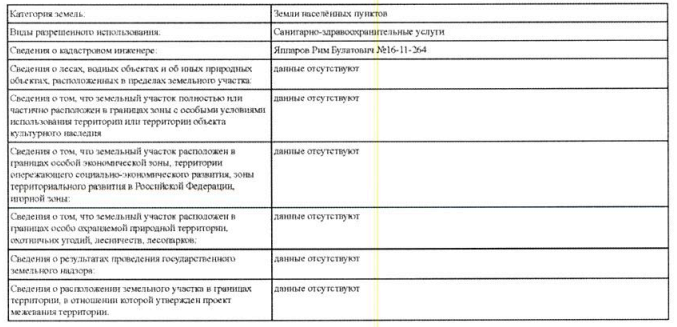 Категория земель: Земли населённых пунктов
Виды разрешенного использования: Санитарно-здравоохранительные услуги
Сведения о кадастровом инженере: Яппаров Рим Булатович №16-11-264
Сведения о лесах, водных объектах и об иных природных
объектах, расположенных в пределах земельного участка: данные отсутствуют
Сведения о том, что земельный участок полностью или
частично расположен в границах зоны с особыми условиями
использования территории или территории объекта
культурного наследия данные отсутствуют
Сведения о том, что земельный участок расположен в
границах особой экономической зоны, территории
опережающего социально-экономического развития, зоны
территориального развития в Российской Федерации,
игорной зоны: данные отсутствуют
Сведения о том, что земельный участок расположен в
границах особо охраняемой природной территории,
охотничьих угодий, лесничеств, лесопарков: данные отсутствуют
Сведения о результатах проведения государственного
земельного надзора: данные отсутствуют
Сведения о расположении земельного участка в границах
территории, в отношении которой утвержден проект
межевания территории: данные отсутствуют